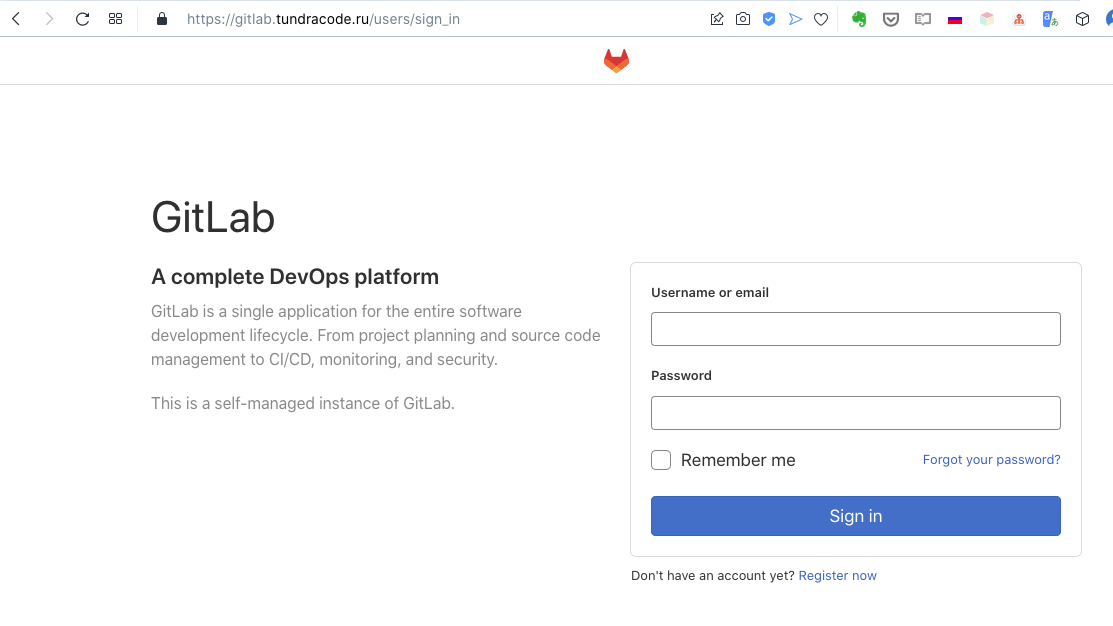 https://gitlab.tundracode.ru/users/sign_in
GitLab
A complete DevOps platform
GitLab is a single application for the entire software
development lifecycle. From project planning and source code
management to CI/CD, monitoring, and security.
This is a self-managed instance of GitLab.
Username or email
Password
Remember me
Forgot your password?
Sign in
Don't have an account yet? Register now